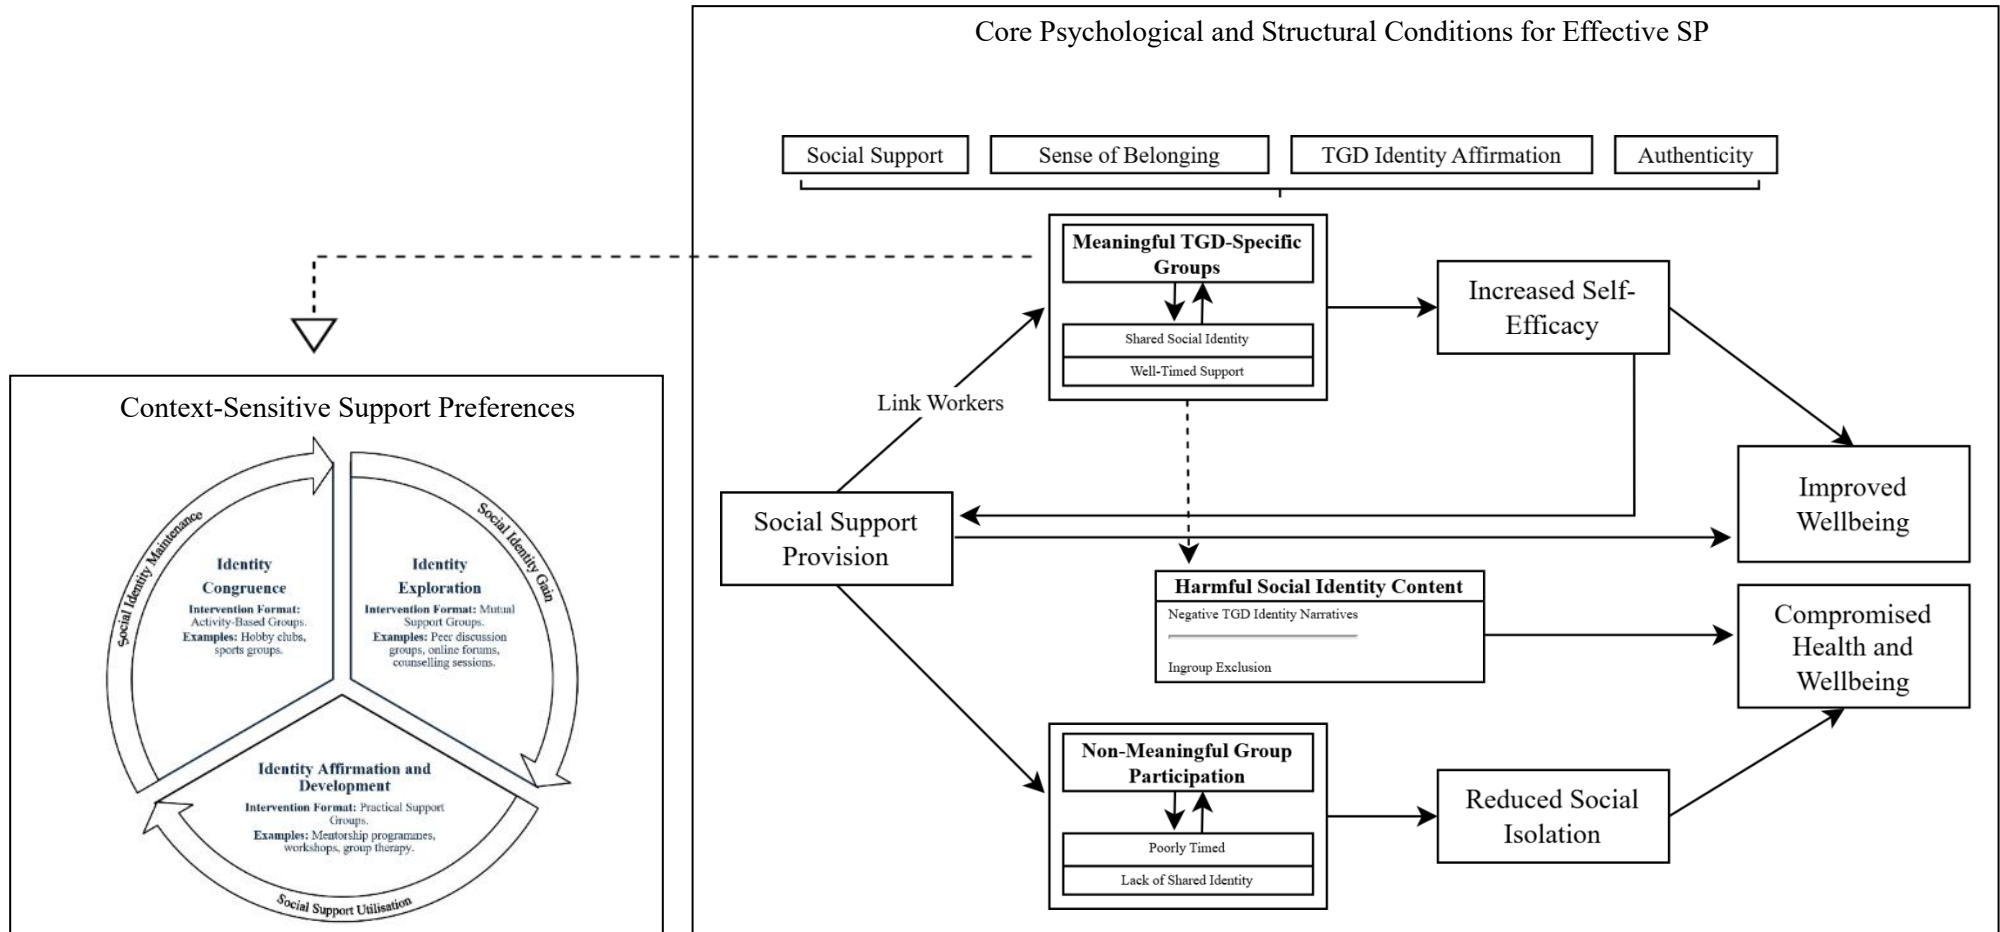 Core Psychological and Structural Conditions for Effective SP
Social Support
Sense of Belonging
TGD Identity Affirmation
Authenticity
Meaningful TGD-Specific
Groups
Shared Social Identity
Well-Timed Support
Increased Self-
Efficacy
Link Workers
Social Support
Provision
Improved
Wellbeing
Harmful Social Identity Content
Negative TGD Identity Narratives
Ingroup Exclusion
Compromised
Health and
Wellbeing
Non-Meaningful Group
Participation
Poorly Timed
Lack of Shared Identity
Reduced Social
Isolation
Context-Sensitive Support Preferences
Social Identity Maintenance
Social Identity Gain
Identity
Congruence
Intervention Format:
Activity-Based Groups.
Examples: Hobby clubs,
sports groups.
Identity
Exploration
Intervention Format: Mutual
Support Groups.
Examples: Peer discussion
groups, online forums,
counselling sessions.
Identity Affirmation and
Development
Intervention Format: Practical Support
Groups.
Examples: Mentorship programmes,
workshops, group therapy.
Social Support Utilisation